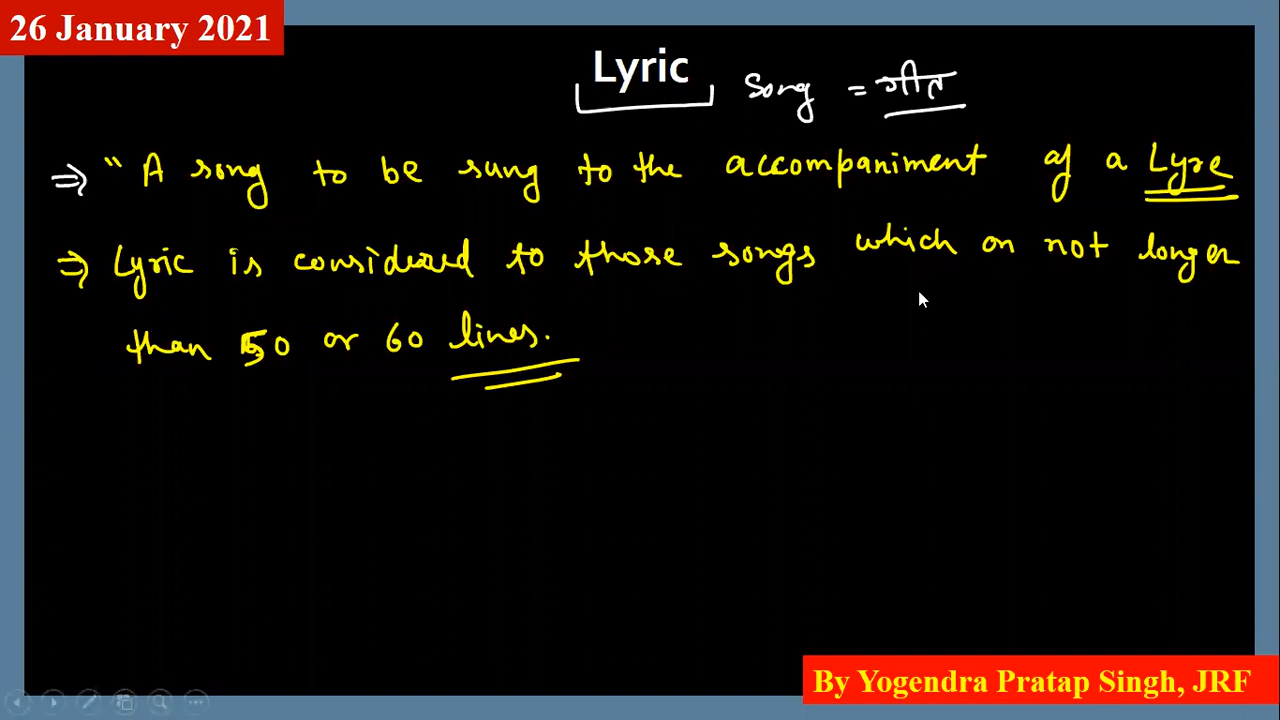 26 January 2021
Lyric Song = गीत
⇒ " A song to be sung to the accompaniment of a Lyre
⇒ Lyric is considered to those songs which on not longer
than 50 or 60 lines.
By Yogendra Pratap Singh, JRF